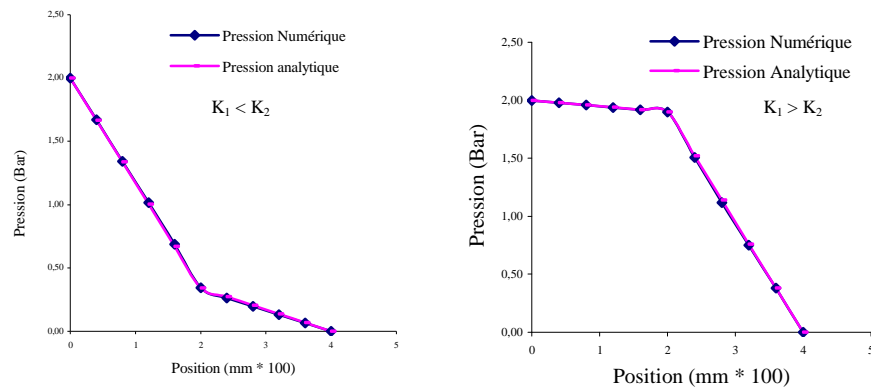 2,50
2,00
1,50
1,00
0,50
0,00
0 1 2 3 4 5
Pression (Bar)
Position (mm * 100)
Pression Numérique
Pression analytique
K1 < K2
2,50
2,00
1,50
1,00
0,50
0,00
0 1 2 3 4 5
Pression (Bar)
Position (mm * 100)
Pression Numérique
Pression Analytique
K1 > K2